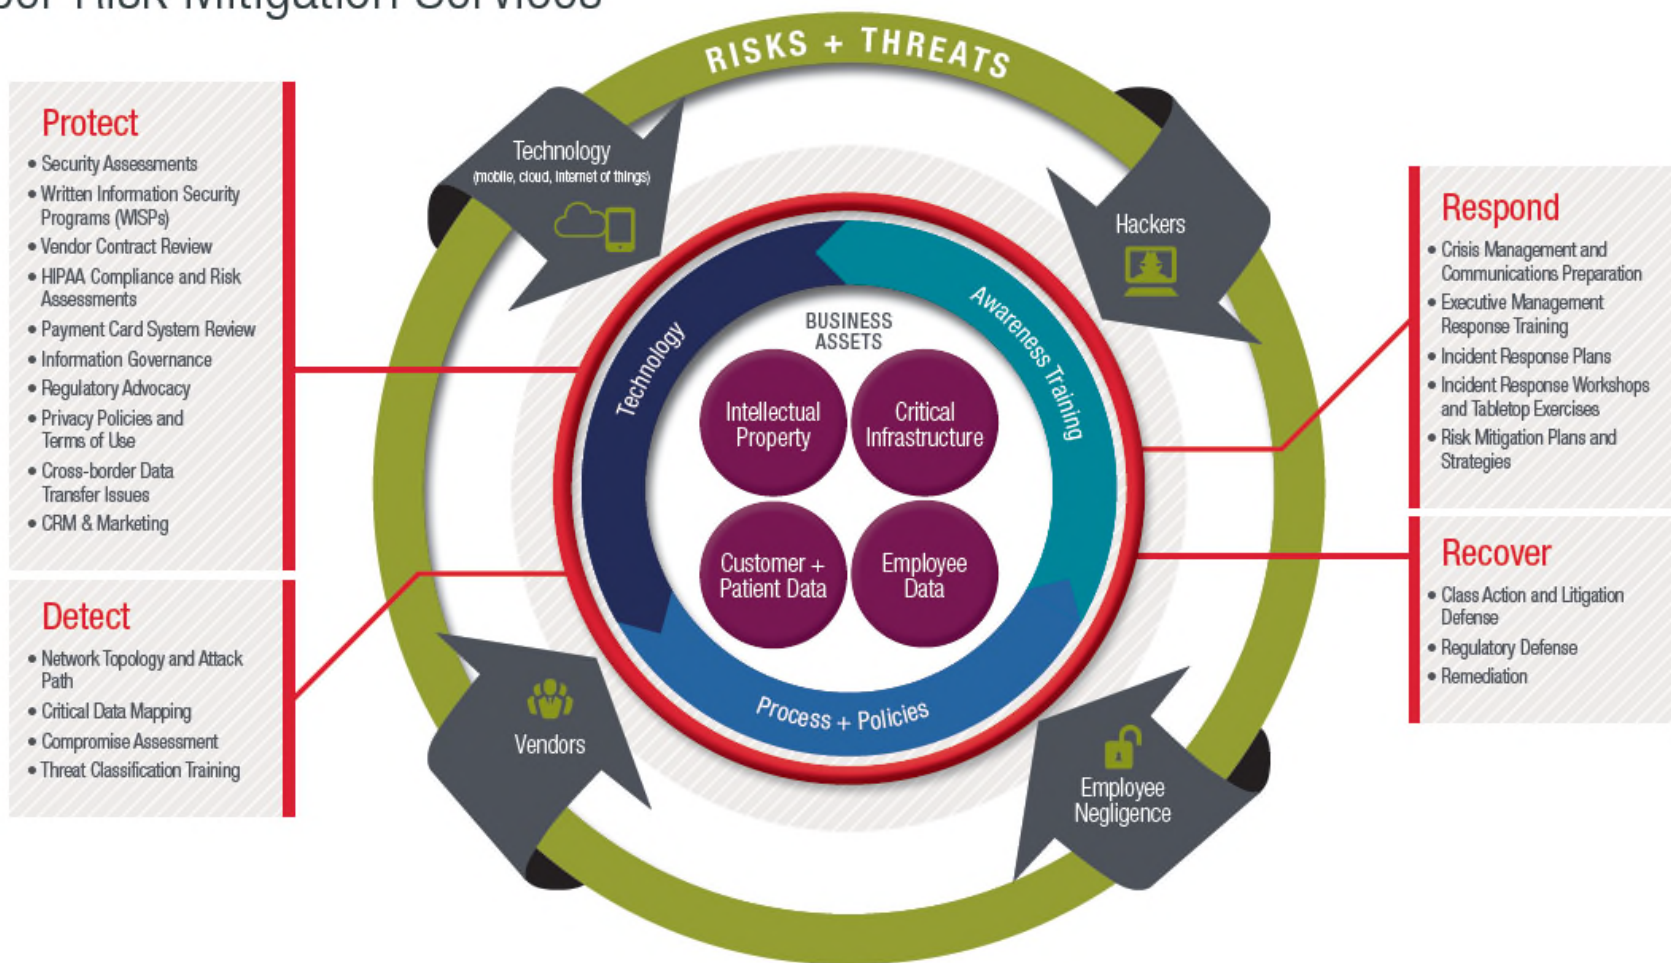 Risk Mitigation Services
RISKS + THREATS
Protect
• Security Assessments
• Written Information Security
Programs (WISPs)
• Vendor Contract Review
• HIPAA Compliance and Risk
Assessments
• Payment Card System Review
• Information Governance
• Regulatory Advocacy
• Privacy Policies and
Terms of Use
• Cross-border Data
Transfer Issues
• CRM & Marketing
Detect
• Network Topology and Attack
Path
• Critical Data Mapping
• Compromise Assessment
• Threat Classification Training
Technology
(mobile, cloud, internet of things)
Hackers
Vendors
Employee
Negligence
Technology
Awareness Training
Process + Policies
BUSINESS
ASSETS
Intellectual
Property
Critical
Infrastructure
Customer +
Patient Data
Employee
Data
Respond
• Crisis Management and
Communications Preparation
• Executive Management
Response Training
• Incident Response Plans
• Incident Response Workshops
and Tabletop Exercises
• Risk Mitigation Plans and
Strategies
Recover
• Class Action and Litigation
Defense
• Regulatory Defense
• Remediation